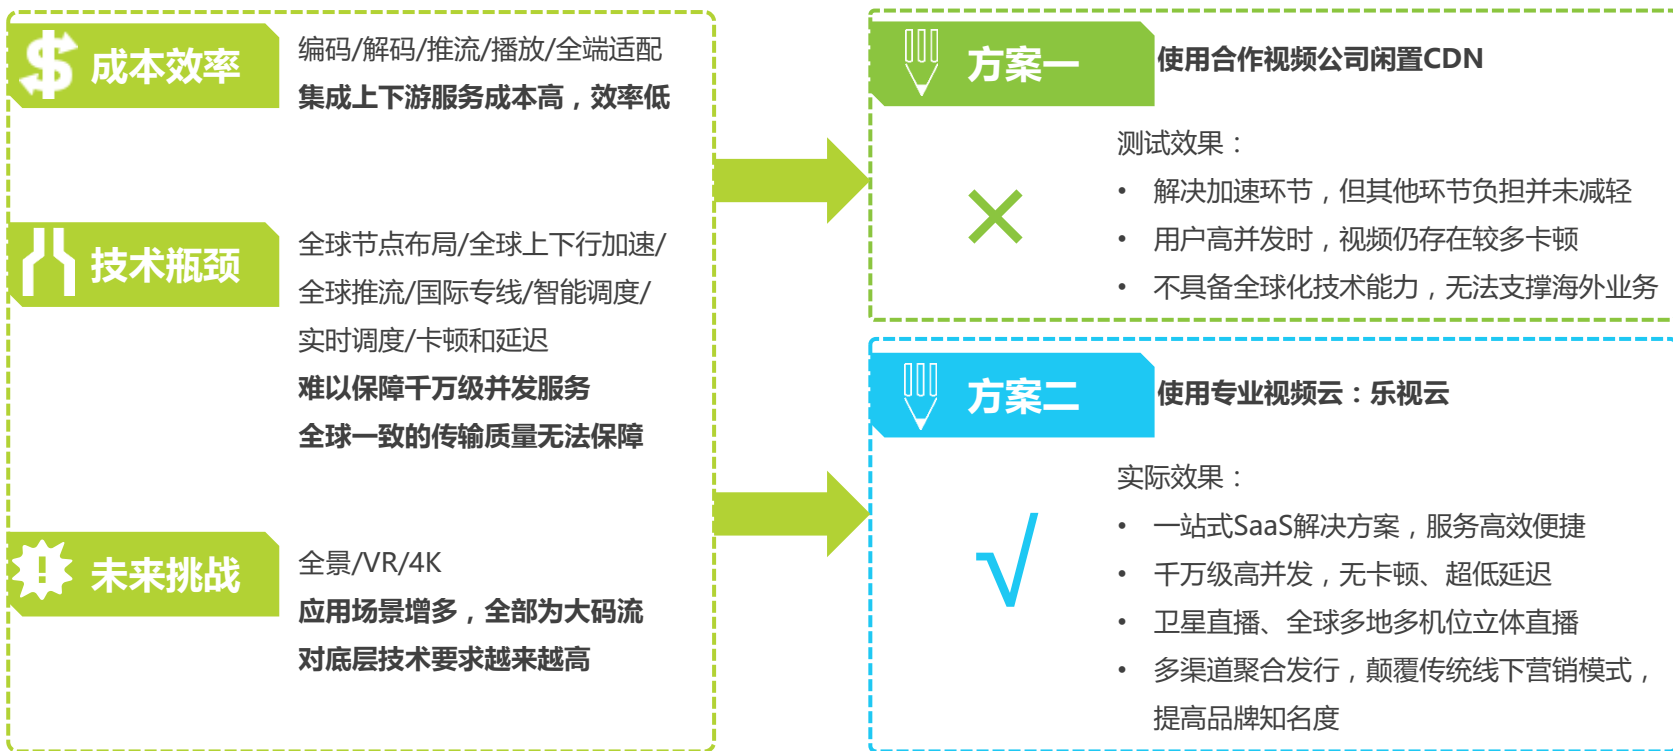 成本效率
编码/解码/推流/播放/全端适配
集成上下游服务成本高，效率低
技术瓶颈
全球节点布局/全球上下行加速/
全球推流/国际专线/智能调度/
实时调度/卡顿和延迟
难以保障千万级并发服务
全球一致的传输质量无法保障
未来挑战
全景/VR/4K
应用场景增多，全部为大码流
对底层技术要求越来越高
方案一
使用合作视频公司闲置CDN
测试效果：
• 解决加速环节，但其他环节负担并未减轻
• 用户高并发时，视频仍存在较多卡顿
• 不具备全球化技术能力，无法支撑海外业务
方案二
使用专业视频云：乐视云
实际效果：
• 一站式SaaS解决方案，服务高效便捷
• 千万级高并发，无卡顿、超低延迟
• 卫星直播、全球多地多机位立体直播
• 多渠道聚合发行，颠覆传统线下营销模式，
提高品牌知名度